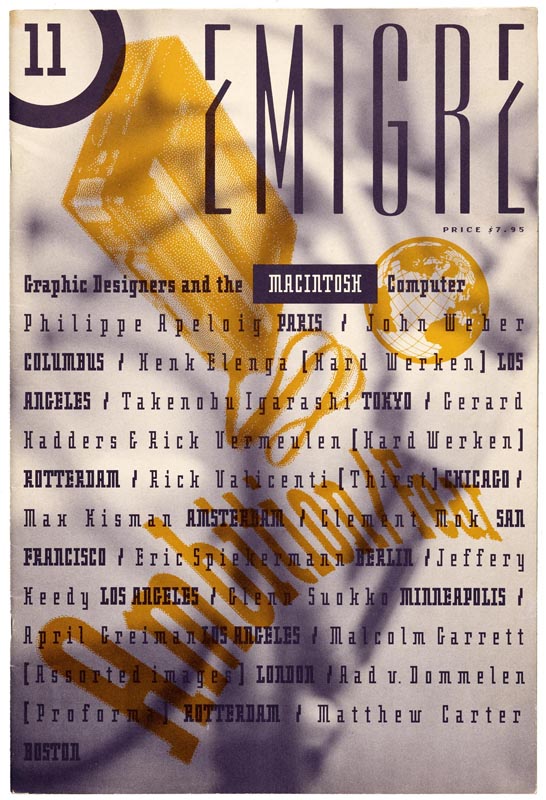 11
EMIGRE
PRICE $7.95
Graphic Designers and the MACINTOSH Computer
Philippe Apeloig PARIS / John Weber
COLUMBUS / Henk Elenga [Hard Werken] LOS
ANGELES / Takenobu Igarashi TOKYO / Gerard
Hadders & Rick Vermeulen [Hard Werken]
ROTTERDAM / Rick Valicenti [Thirst] CHICAGO /
Max Kisman AMSTERDAM / Clement Mok SAN
FRANCISCO / Eric Spiekermann BERLIN / Jeffery
Keedy LOS ANGELES / Glenn Suokko MINNEAPOLIS /
April Greiman LOS ANGELES / Malcolm Garrett
[Assorted images] LONDON / Aad v. Dommelen
[Proforma] ROTTERDAM / Matthew Carter
BOSTON
Ambition/Fear